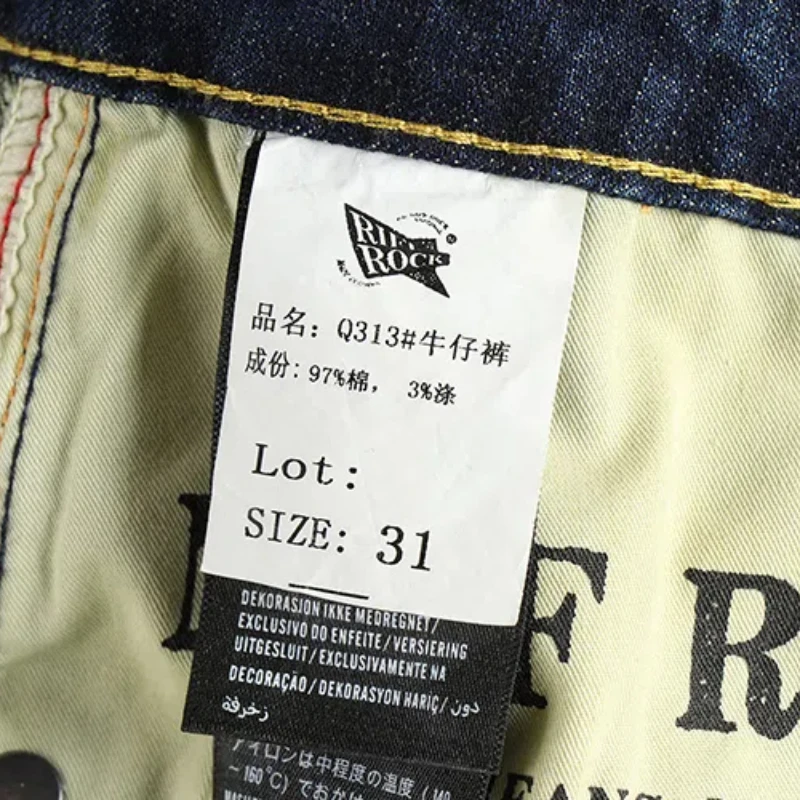 RIFF
ROCK
品名：Q313#牛仔裤
成份：97%棉， 3%涤
Lot:
SIZE: 31
DEKORASJON IKKE MEDREGNET/
EXCLUSIVO DO ENFEITE/VERSIERING
UITGESLUIT/EXCLUSIVAMENTE NA
DECORAÇÃO/DEKORASYON HARIÇ/دون
زخرفة
アイロンは中程度の温度（140
～160℃）でおかけ
F R